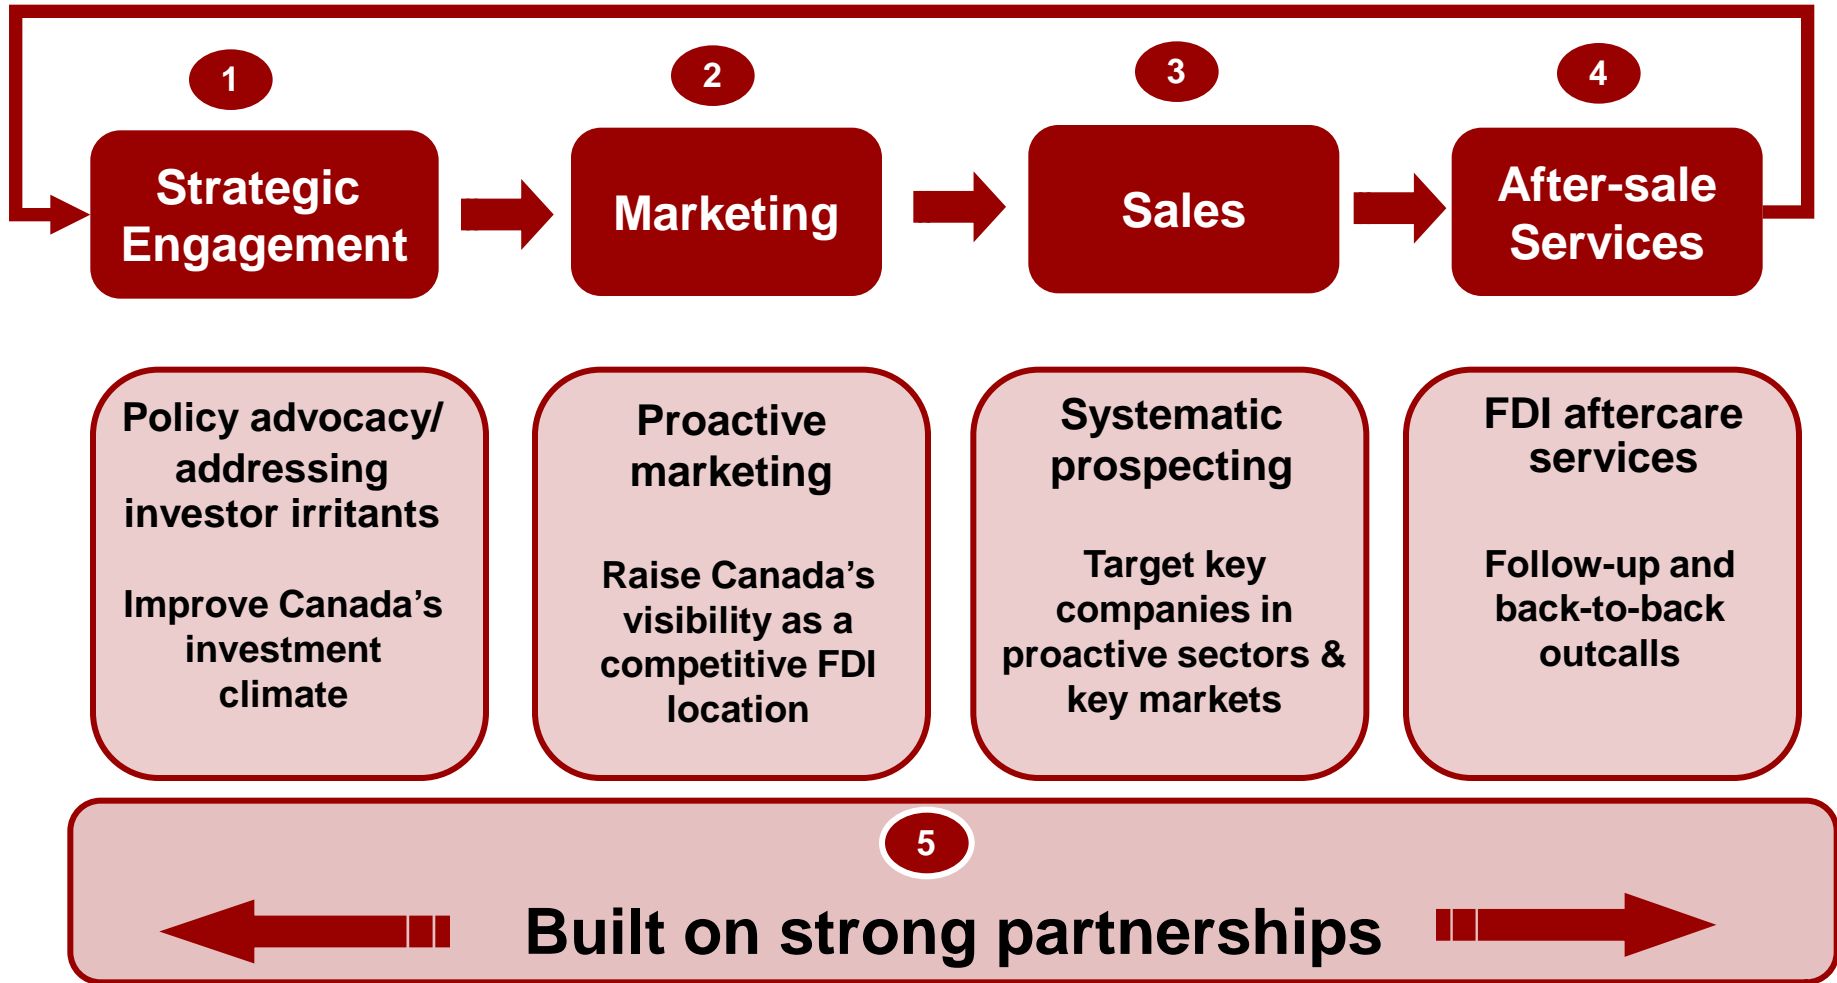 1
Strategic
Engagement
2
Marketing
3
Sales
4
After-sale
Services
Policy advocacy/
addressing
investor irritants
Improve Canada’s
investment
climate
Proactive
marketing
Raise Canada’s
visibility as a
competitive FDI
location
Systematic
prospecting
Target key
companies in
proactive sectors &
key markets
FDI aftercare
services
Follow-up and
back-to-back
outcalls
5
Built on strong partnerships